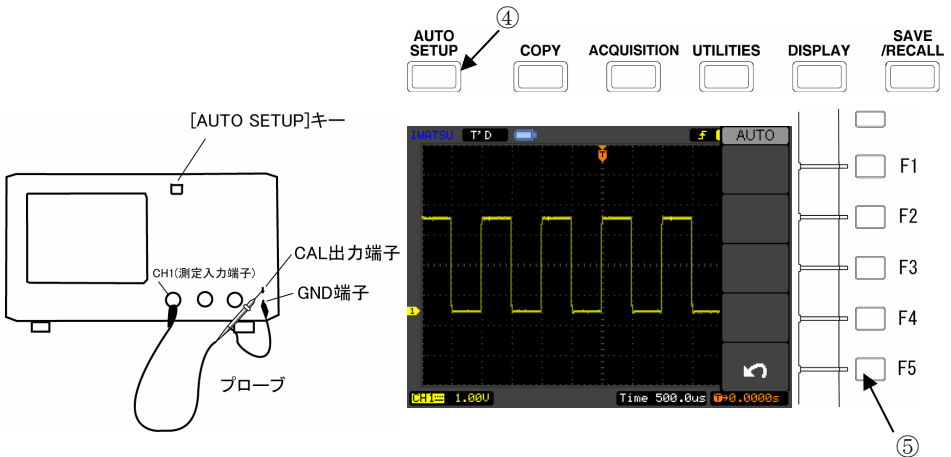 ④
AUTO
SETUP
COPY
ACQUISITION
UTILITIES
DISPLAY
SAVE
/RECALL
[AUTO SETUP]キー
CH1(測定入力端子)
CAL出力端子
GND端子
プローブ
IWATSU T'D
AUTO
T
1
CH1 1.00V
Time 500.0us
T→0.0000s
F1
F2
F3
F4
F5
⑤